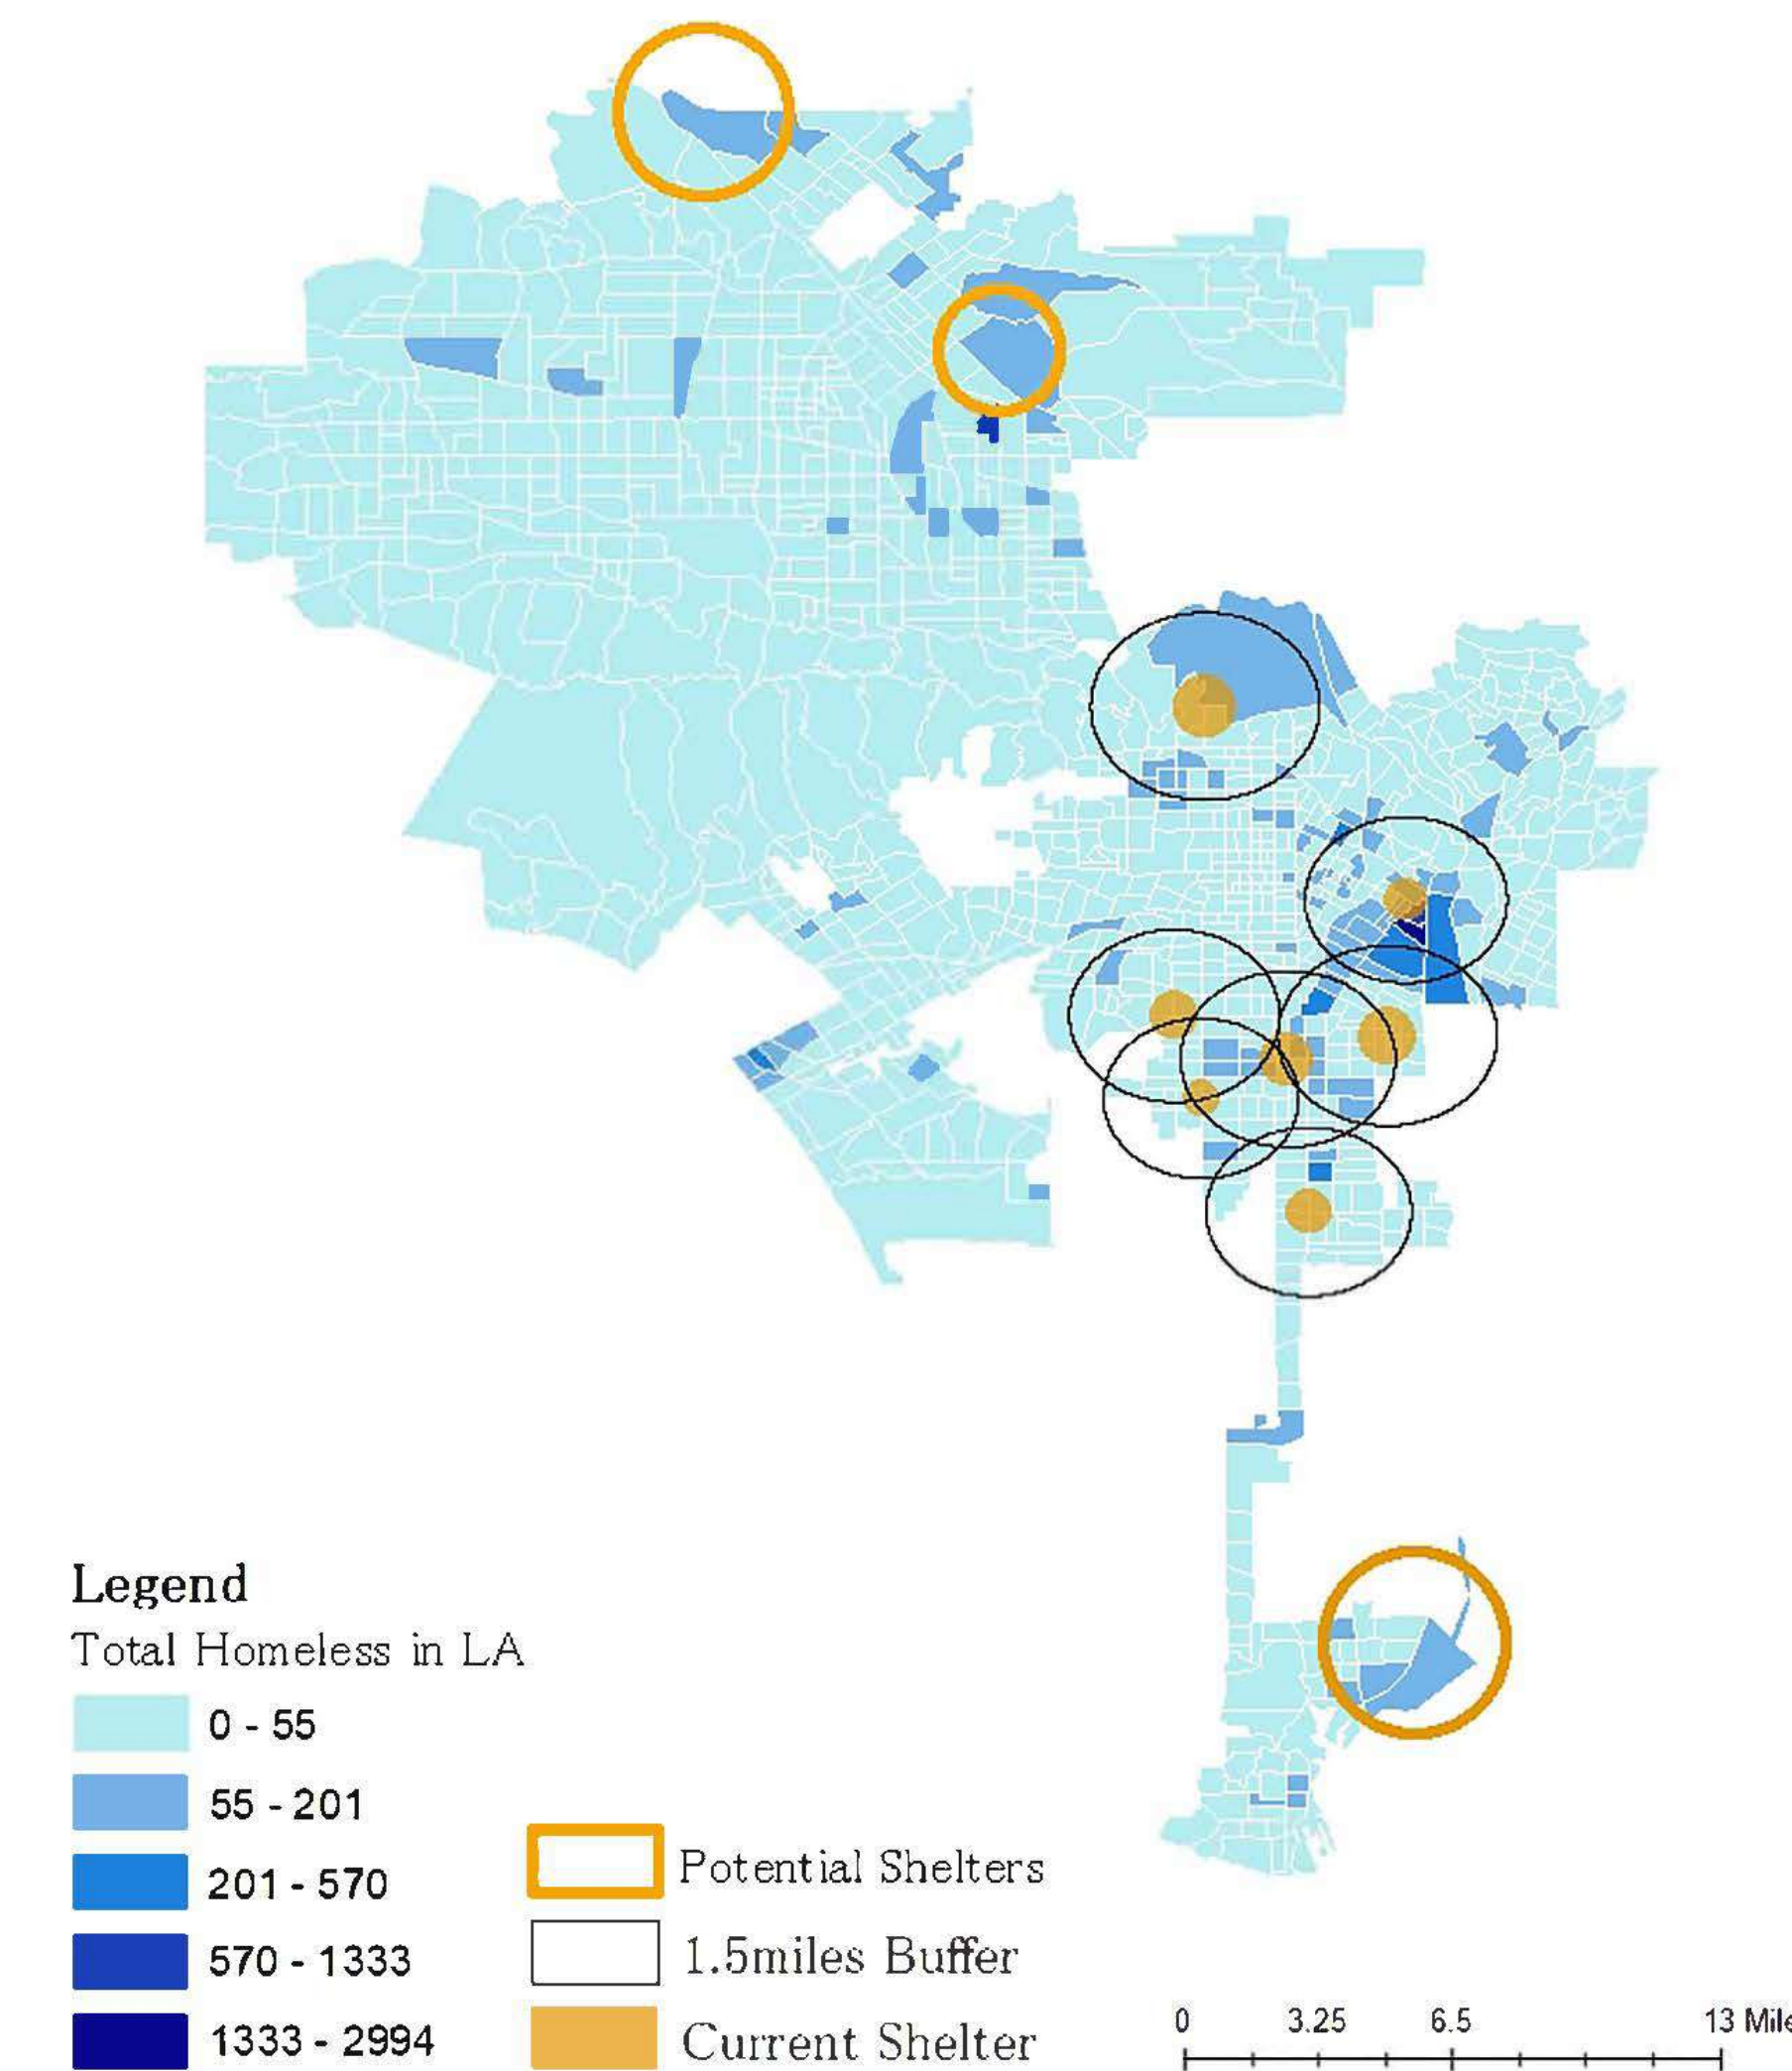 Legend
Total Homeless in LA
0 - 55
55 - 201
201 - 570
570 - 1333
1333 - 2994
Potential Shelters
1.5miles Buffer
Current Shelter
0 3.25 6.5 13 Mile